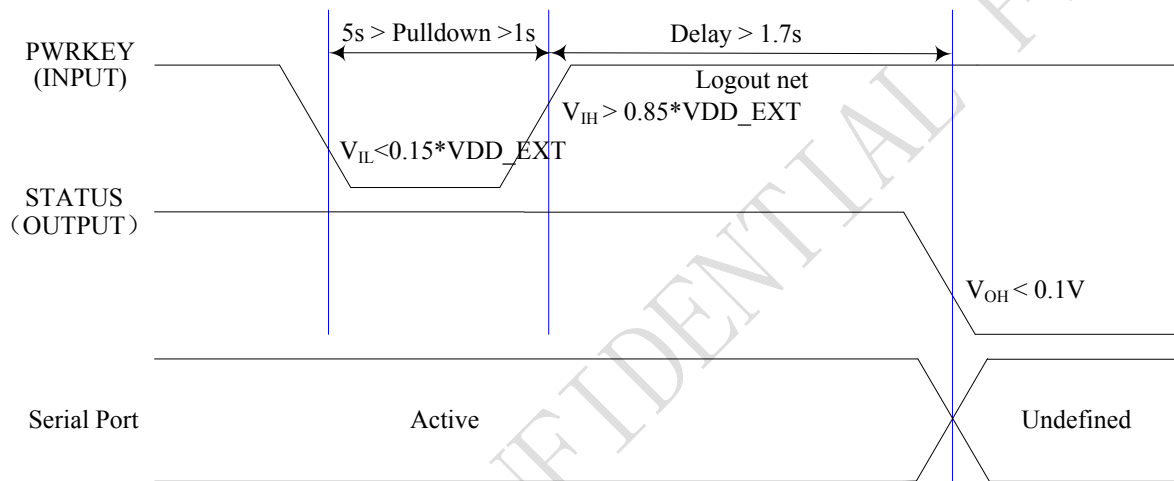 5s > Pulldown >1s
Delay > 1.7s
PWRKEY
(INPUT)
Logout net
V_IH > 0.85*VDD_EXT
V_IL<0.15*VDD_EXT
STATUS
（OUTPUT）
V_OH < 0.1V
Serial Port
Active
Undefined